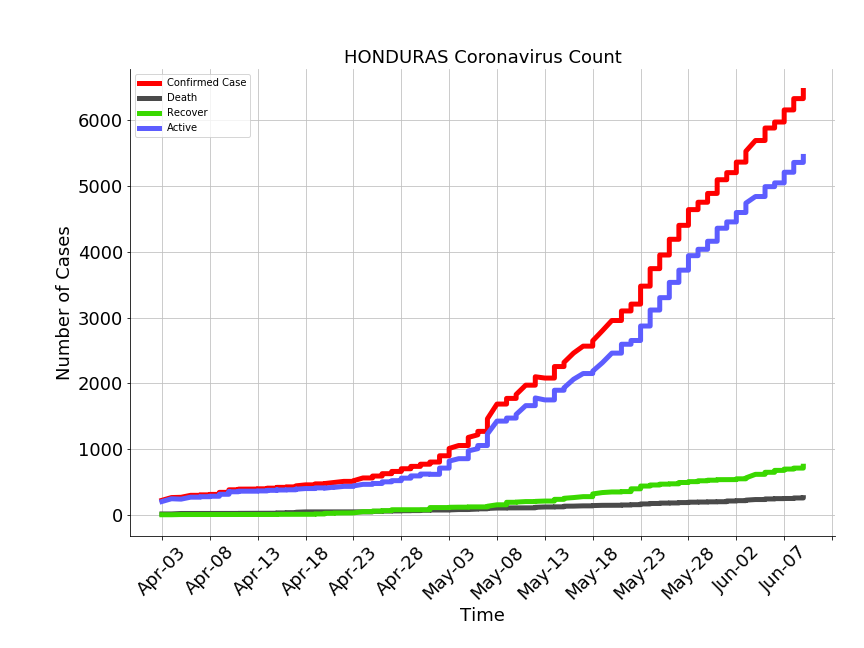 HONDURAS Coronavirus Count
Confirmed Case
Death
Recover
Active
6000
5000
4000
3000
2000
1000
0
Number of Cases
Apr-03
Apr-08
Apr-13
Apr-18
Apr-23
Apr-28
May-03
May-08
May-13
May-18
May-23
May-28
Jun-02
Jun-07
Time